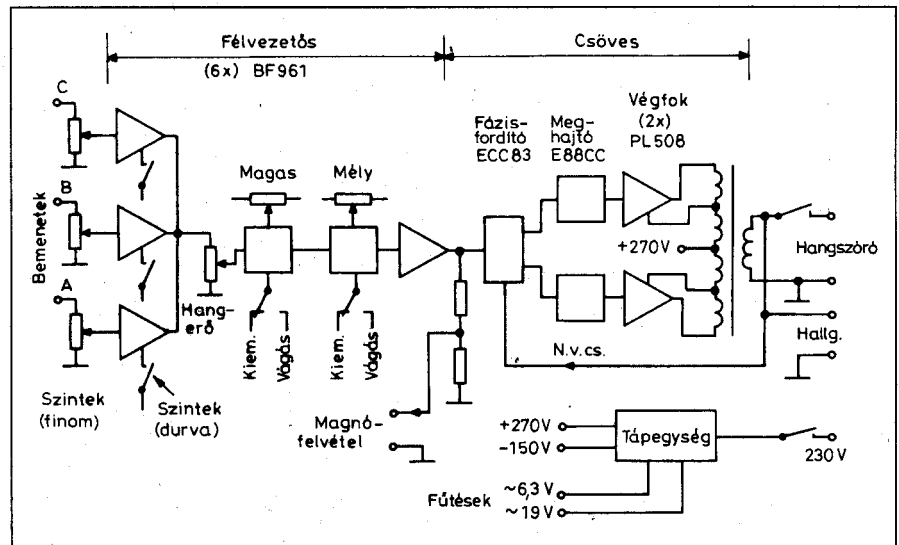 Félvezetős
(6x) BF961
Csöves
C
B
A
Bemenetek
Szintek
(finom)
Szintek
(durva)
Hang-
erő
Magas
Mély
Kiem.
Vágás
Kiem.
Vágás
Magnó-
felvétel
Fázis-
fordító
ECC83
Meg-
hajtó
E88CC
Végfok
(2x)
PL508
+270V
Hangszóró
Hallg.
N.v.cs.
+270V
-150V
Tápegység
230V
Fűtések
~6,3V
~19V